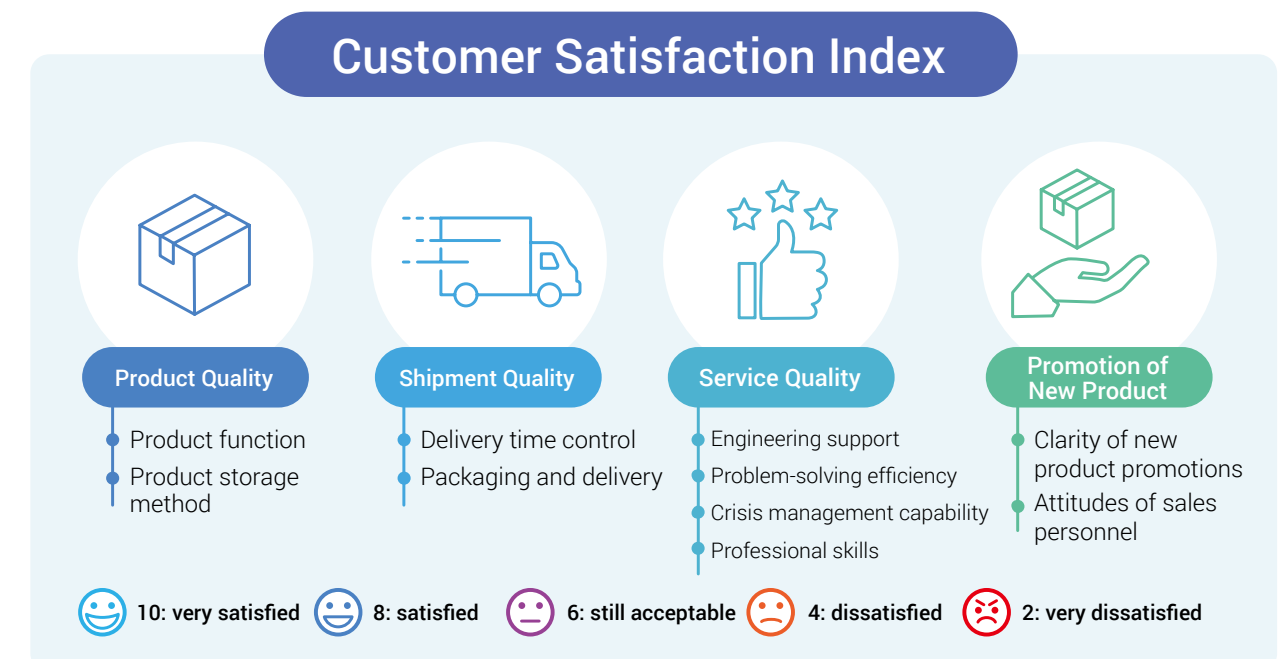 Customer Satisfaction Index
Product Quality
Product function
Product storage
method
Shipment Quality
Delivery time control
Packaging and delivery
Service Quality
Engineering support
Problem-solving efficiency
Crisis management capability
Professional skills
Promotion of
New Product
Clarity of new
product promotions
Attitudes of sales
personnel
10: very satisfied
8: satisfied
6: still acceptable
4: dissatisfied
2: very dissatisfied